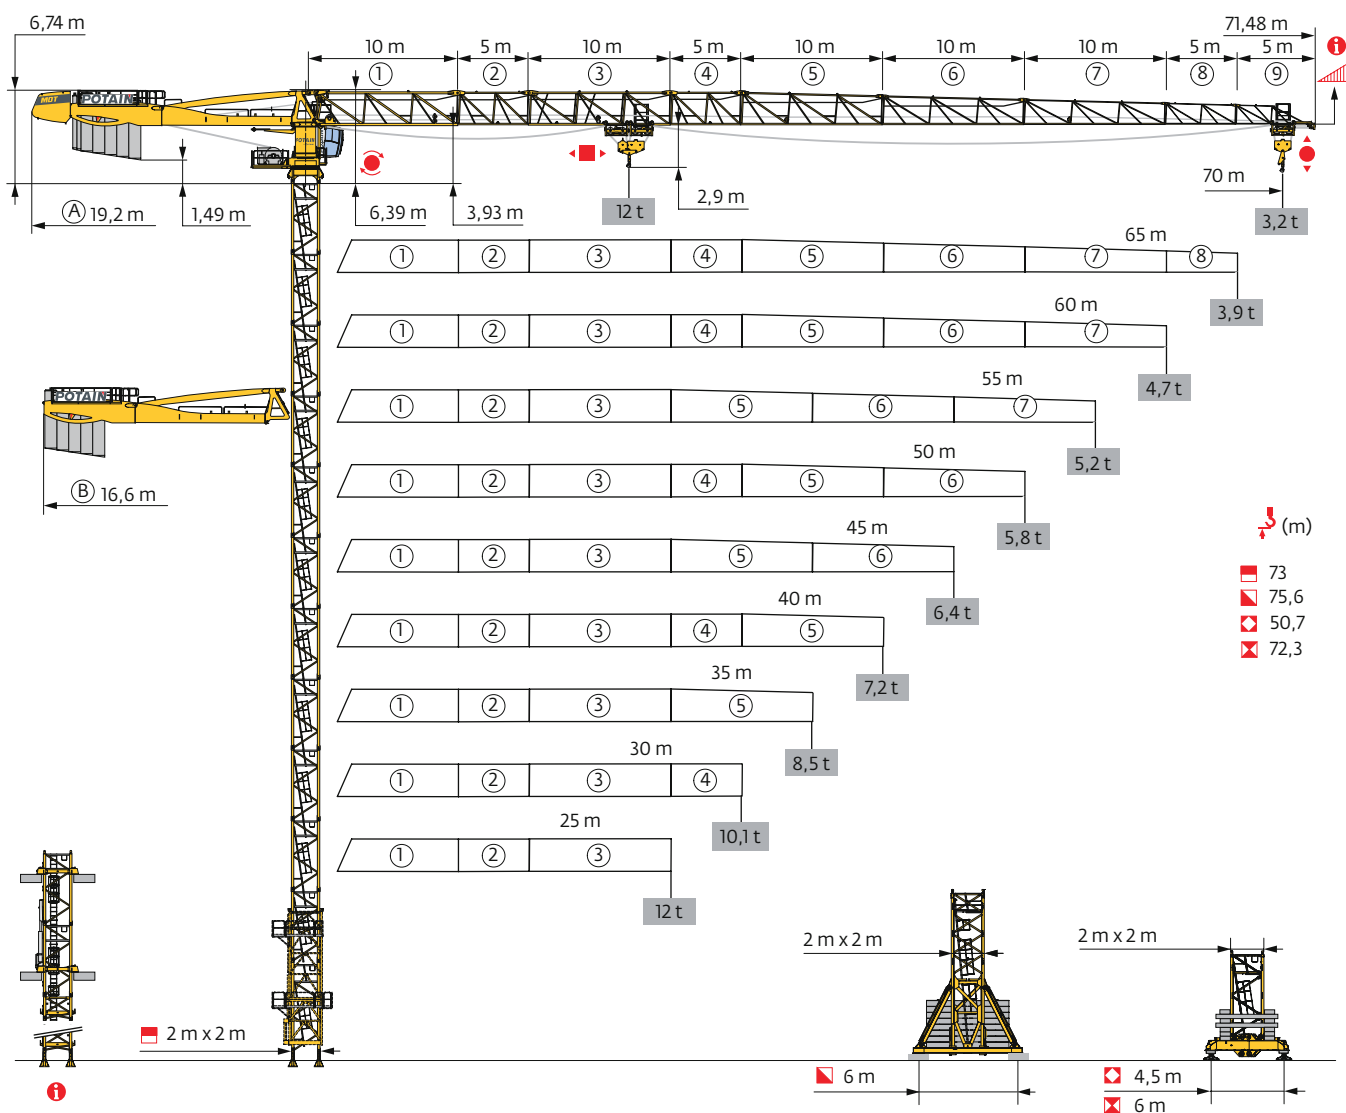 6,74 m
71,48 m
10 m 5 m 10 m 5 m 10 m 10 m 10 m 5 m 5 m
1 2 3 4 5 6 7 8 9
i
MDT POTAIN
POTAIN
A 19,2 m
1,49 m
6,39 m
3,93 m
12 t
2,9 m
70 m
3,2 t
65 m
1 2 3 4 5 6 7 8
3,9 t
60 m
1 2 3 4 5 6 7
4,7 t
55 m
1 2 3 5 6 7
5,2 t
POTAIN
B 16,6 m
50 m
1 2 3 4 5 6
5,8 t
45 m
1 2 3 5 6
6,4 t
40 m
1 2 3 4 5
7,2 t
35 m
1 2 3 5
8,5 t
30 m
1 2 3 4
10,1 t
25 m
1 2 3
12 t
(m)
73
75,6
50,7
72,3
2 m x 2 m
2 m x 2 m
2 m x 2 m
6 m
4,5 m
6 m
i